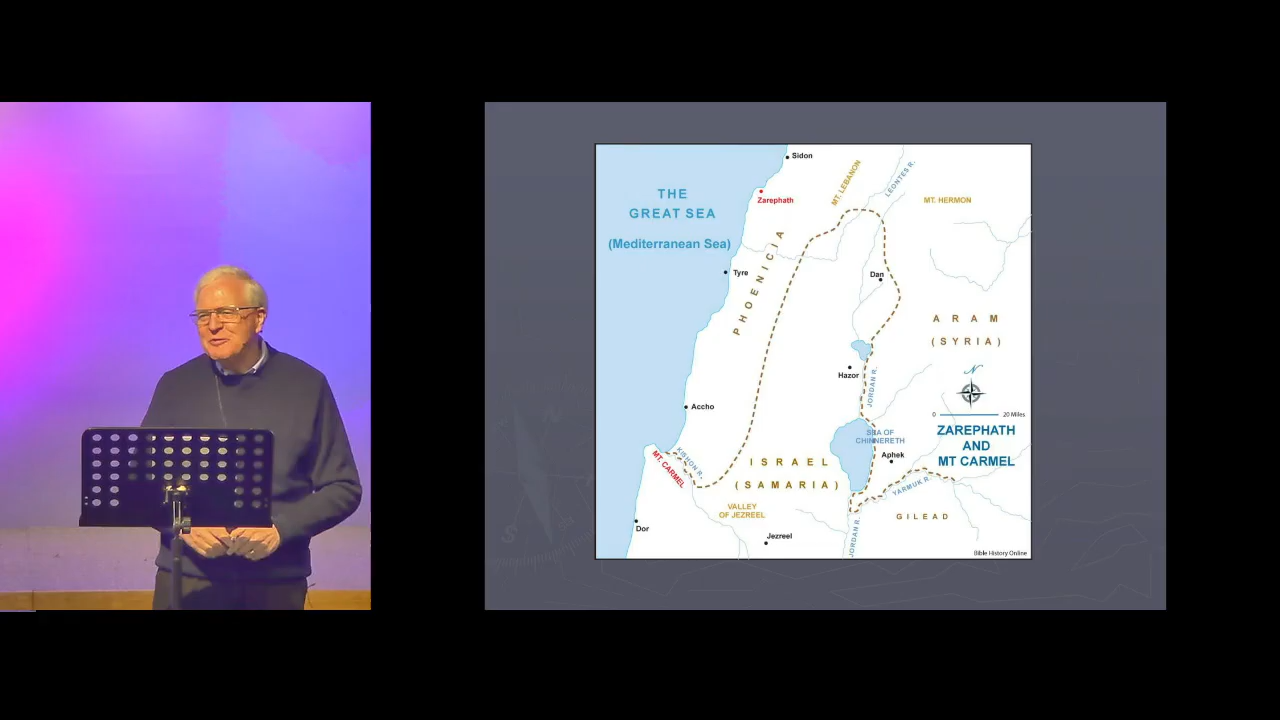 Sidon
THE
GREAT SEA
(Mediterranean Sea)
Zarephath
MT. LEBANON
LEONTES R.
MT. HERMON
PHOENICIA
Tyre
Dan
ARAM
(SYRIA)
Hazor
JORDAN R.
N
0 20 Miles
ZAREPHATH
AND
MT CARMEL
Accho
SEA OF
CHINNERETH
Aphek
KISHON R.
MT. CARMEL
ISRAEL
(SAMARIA)
YARMUK R.
VALLEY
OF JEZREEL
GILEAD
Dor
Jezreel
JORDAN R.
Bible History Online
S